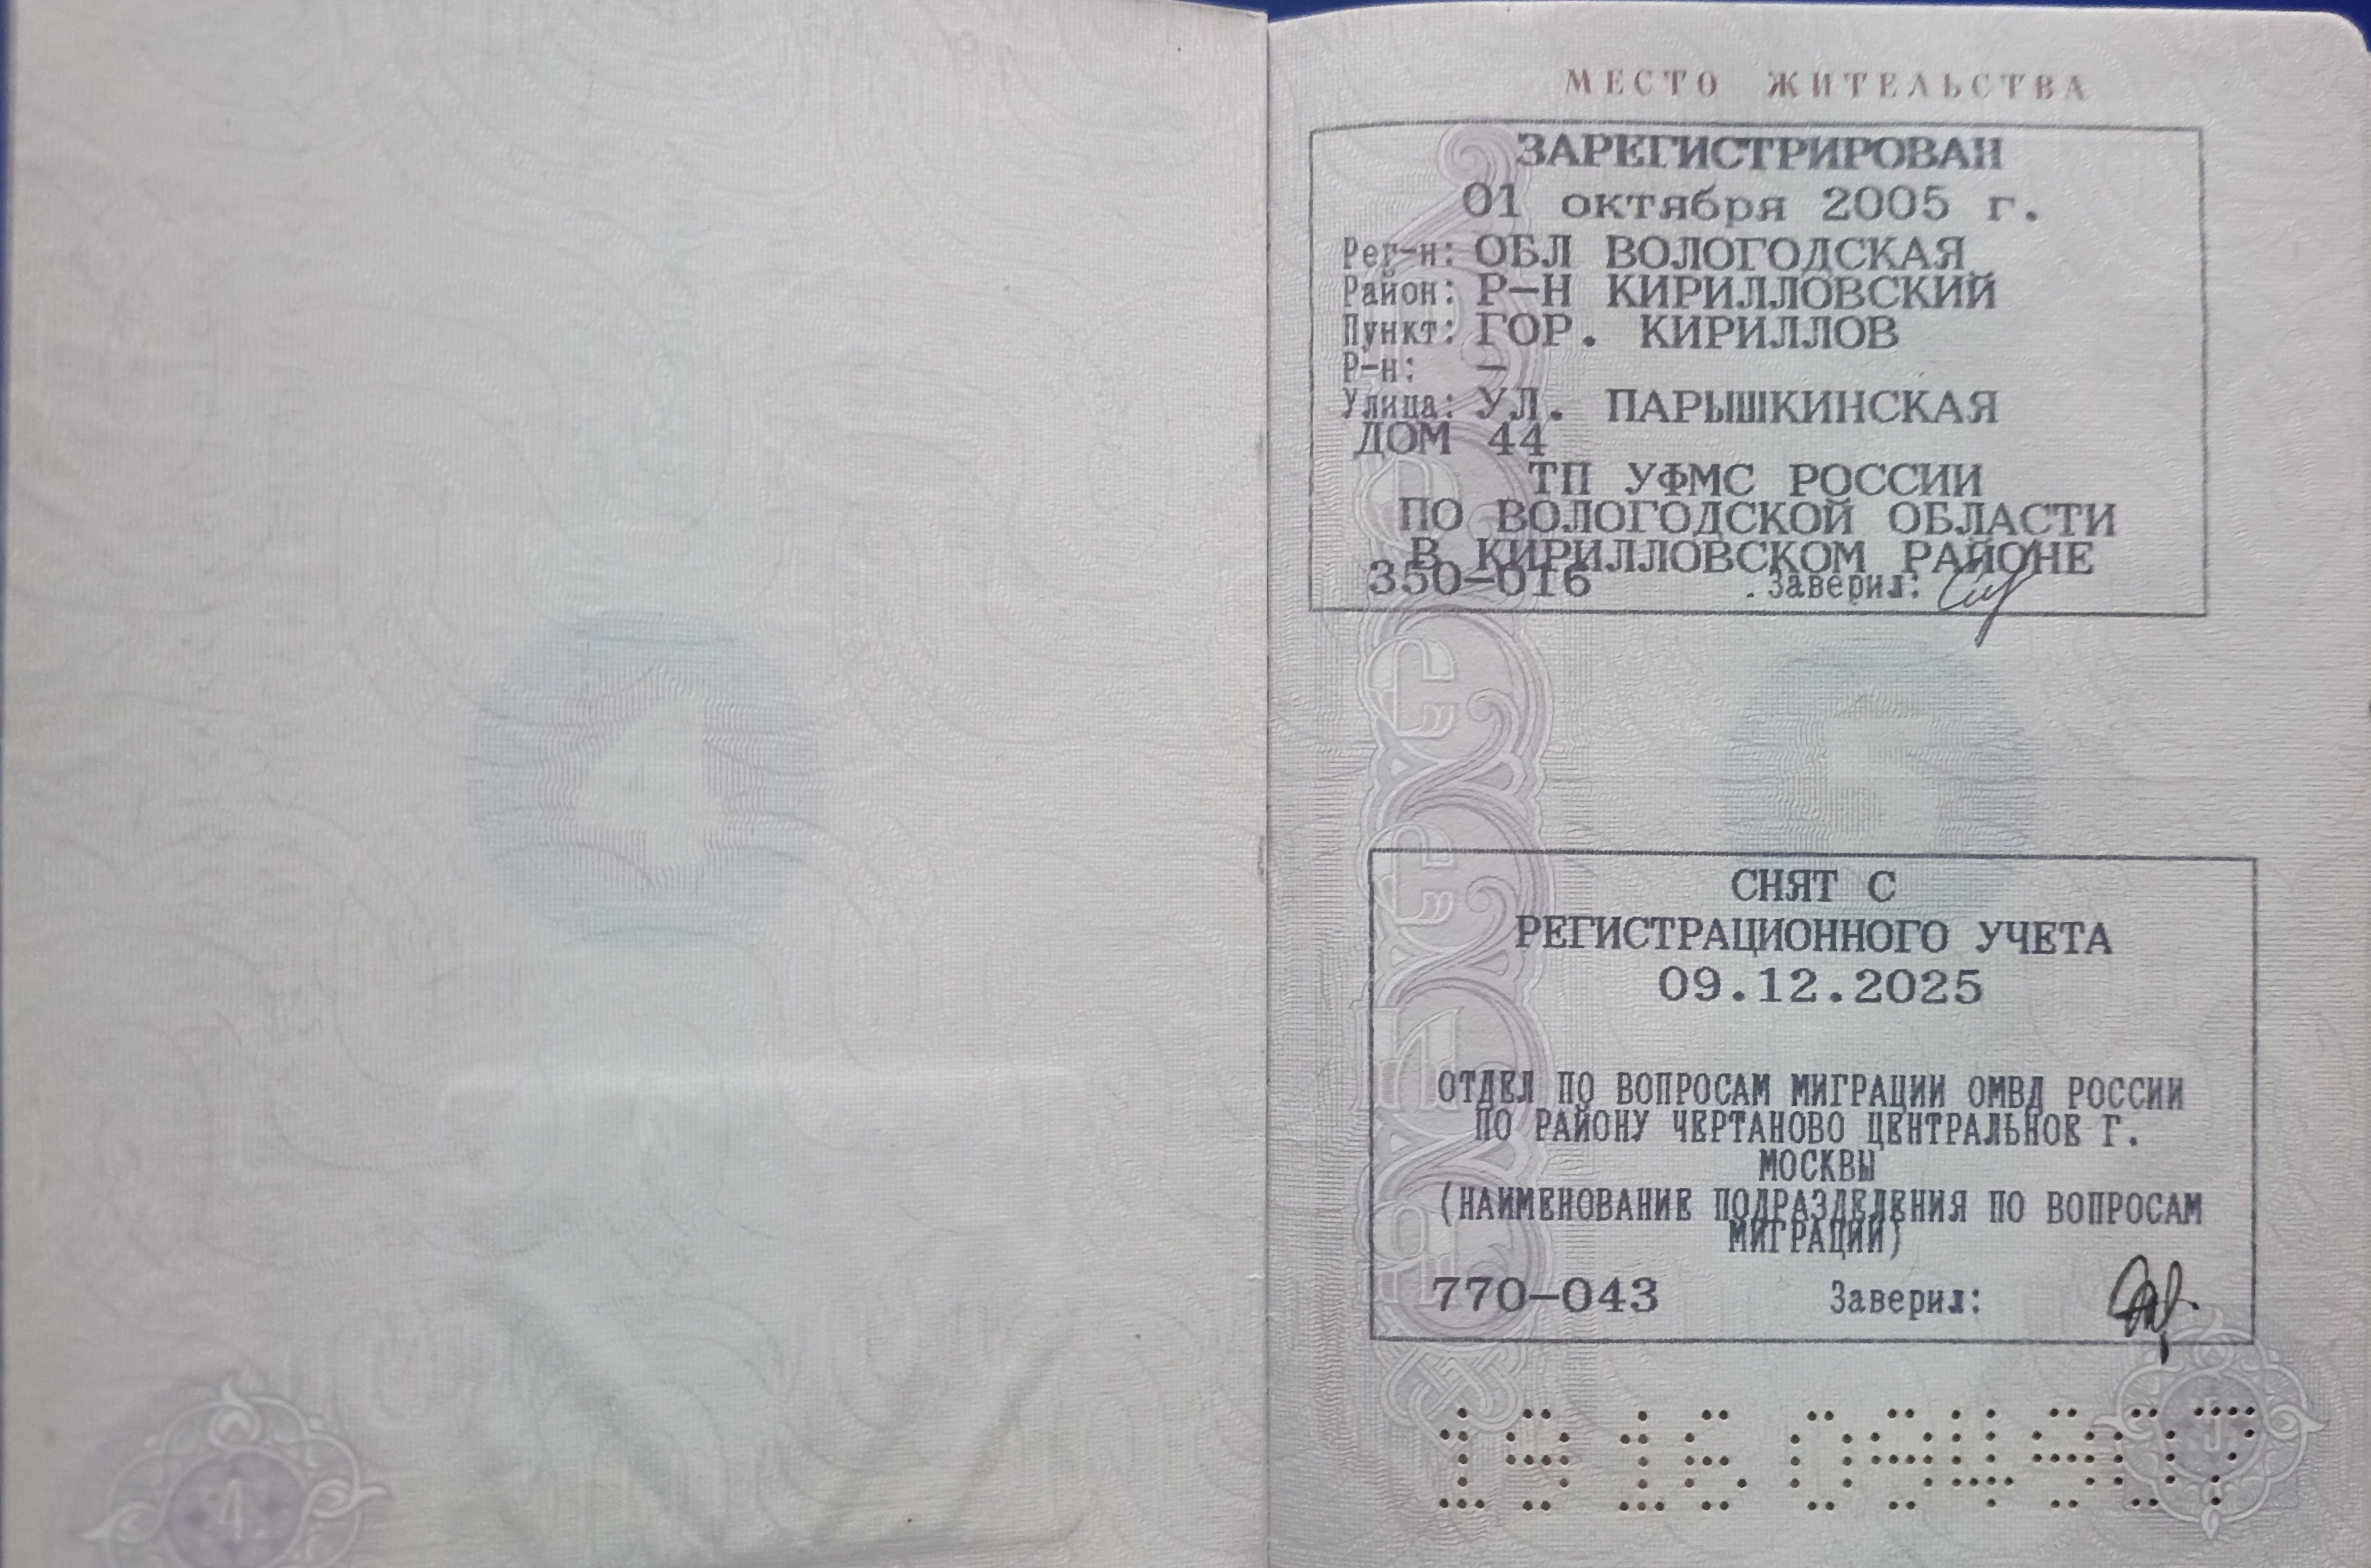 МЕСТО ЖИТЕЛЬСТВА
ЗАРЕГИСТРИРОВАН
01 октября 2005 г.
Рег-н: ОБЛ ВОЛОГОДСКАЯ
Район: Р-Н КИРИЛЛОВСКИЙ
Пункт: ГОР. КИРИЛЛОВ
Р-н: —
Улица: УЛ. ПАРЫШКИНСКАЯ
ДОМ 44
ТП УФМС РОССИИ
ПО ВОЛОГОДСКОЙ ОБЛАСТИ
В КИРИЛЛОВСКОМ РАЙОНЕ
350-016 Заверил:
СНЯТ С
РЕГИСТРАЦИОННОГО УЧЕТА
09.12.2025
ОТДЕЛ ПО ВОПРОСАМ МИГРАЦИИ ОМВД РОССИИ
ПО РАЙОНУ ЧЕРТАНОВО ЦЕНТРАЛЬНОЕ Г.
МОСКВЫ
(НАИМЕНОВАНИЕ ПОДРАЗДЕЛЕНИЯ ПО ВОПРОСАМ
МИГРАЦИИ)
770-043 Заверил:
4
5